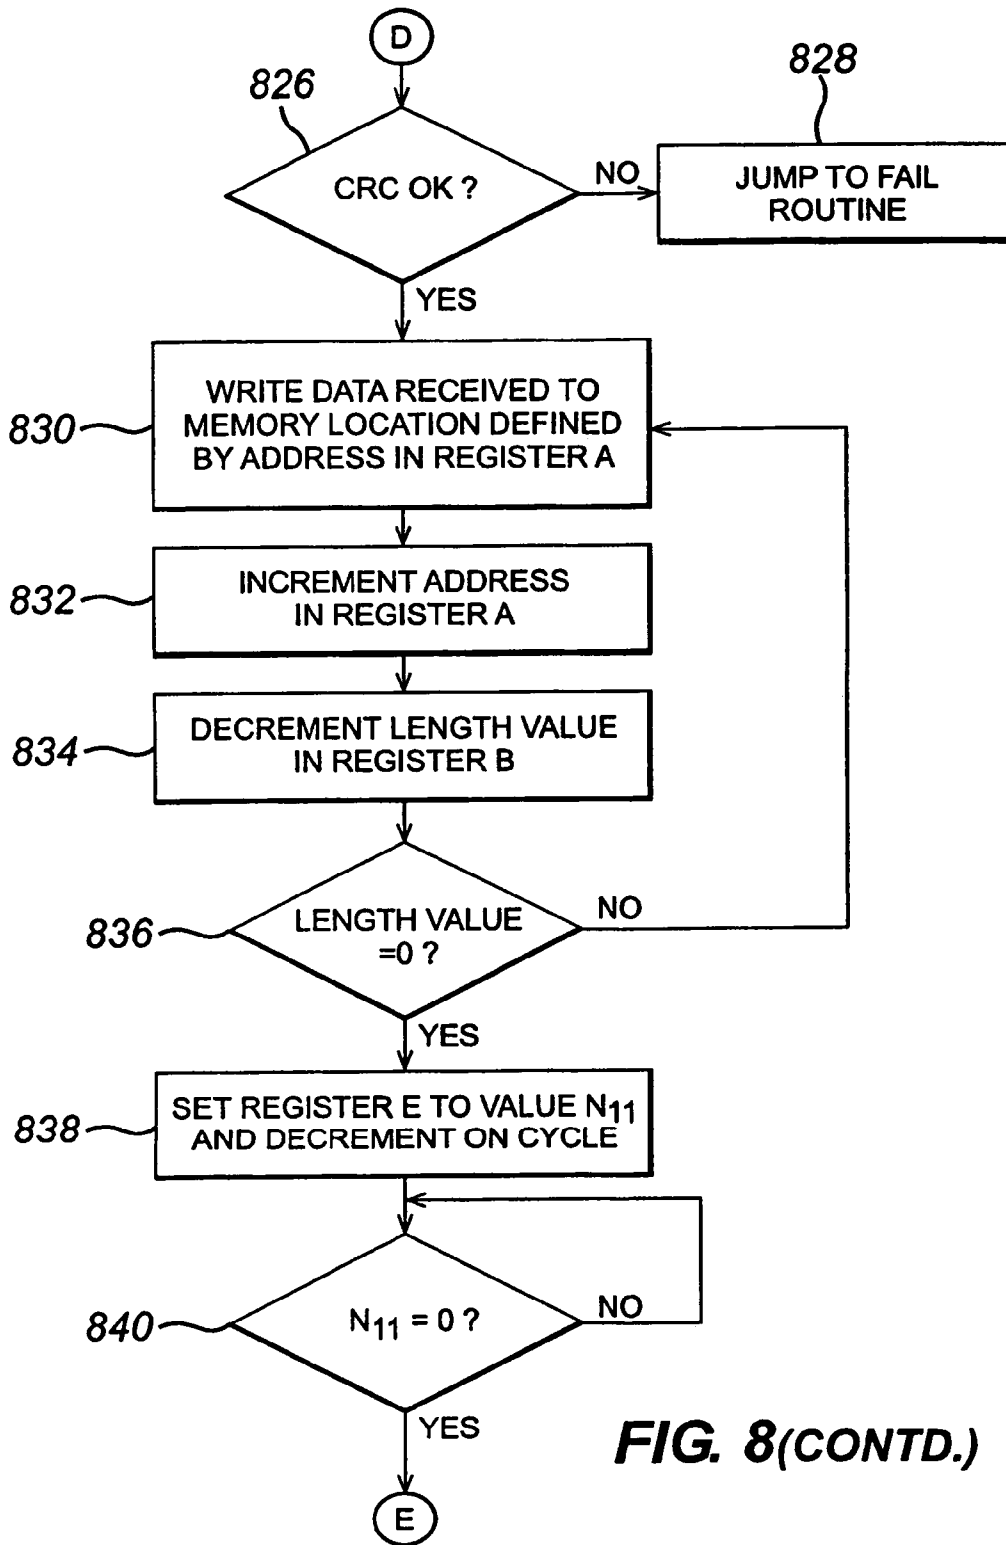 D
826
828
CRC OK ?
NO
JUMP TO FAIL
ROUTINE
YES
830
WRITE DATA RECEIVED TO
MEMORY LOCATION DEFINED
BY ADDRESS IN REGISTER A
832
INCREMENT ADDRESS
IN REGISTER A
834
DECREMENT LENGTH VALUE
IN REGISTER B
836
LENGTH VALUE
=0 ?
NO
YES
838
SET REGISTER E TO VALUE N11
AND DECREMENT ON CYCLE
840
N11 = 0 ?
NO
YES
E
FIG. 8(CONTD.)